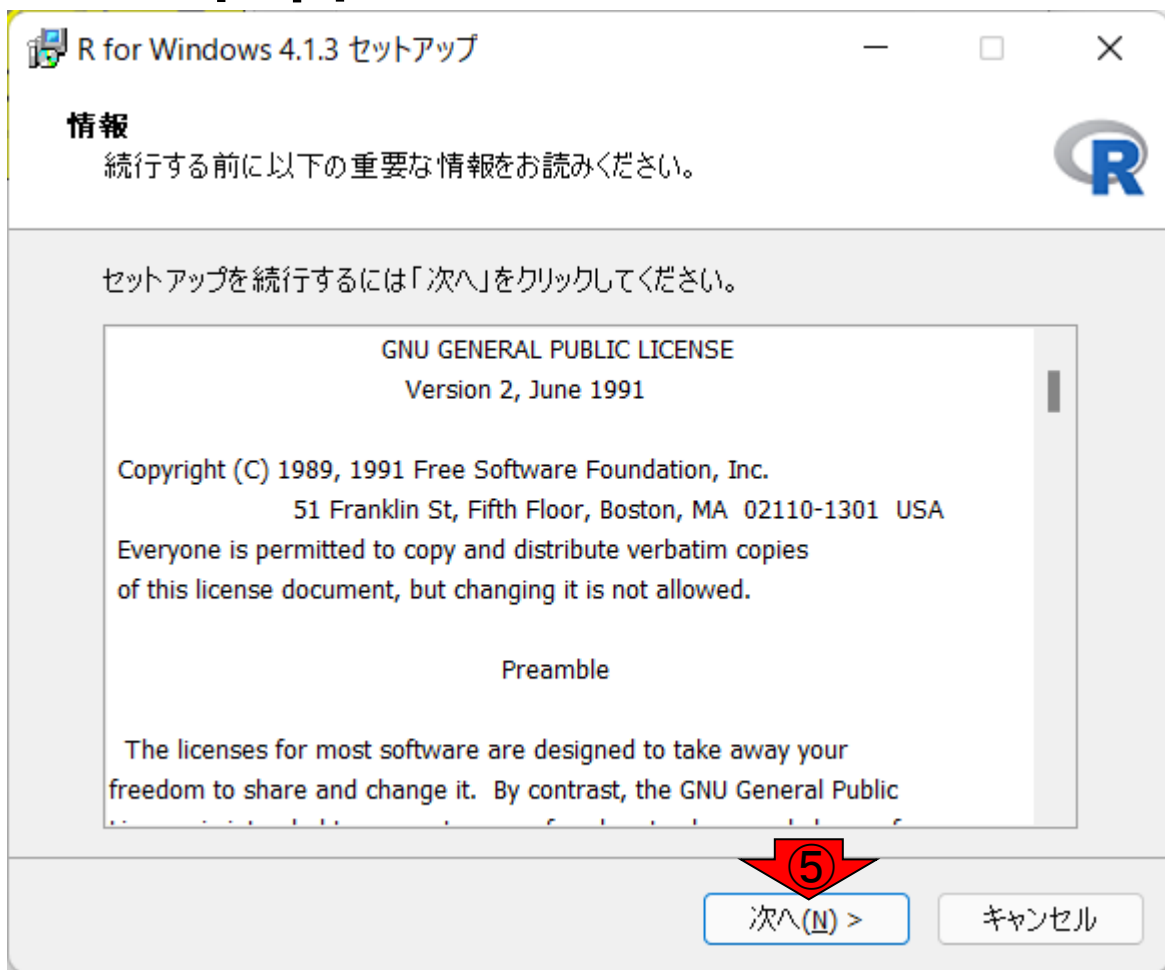 R for Windows 4.1.3 セットアップ
情報
続行する前に以下の重要な情報をお読みください。
R
セットアップを続行するには「次へ」をクリックしてください。
GNU GENERAL PUBLIC LICENSE
Version 2, June 1991
Copyright (C) 1989, 1991 Free Software Foundation, Inc.
51 Franklin St, Fifth Floor, Boston, MA  02110-1301  USA
Everyone is permitted to copy and distribute verbatim copies
of this license document, but changing it is not allowed.
Preamble
The licenses for most software are designed to take away your
freedom to share and change it.  By contrast, the GNU General Public
⑤
次へ(N) >
キャンセル